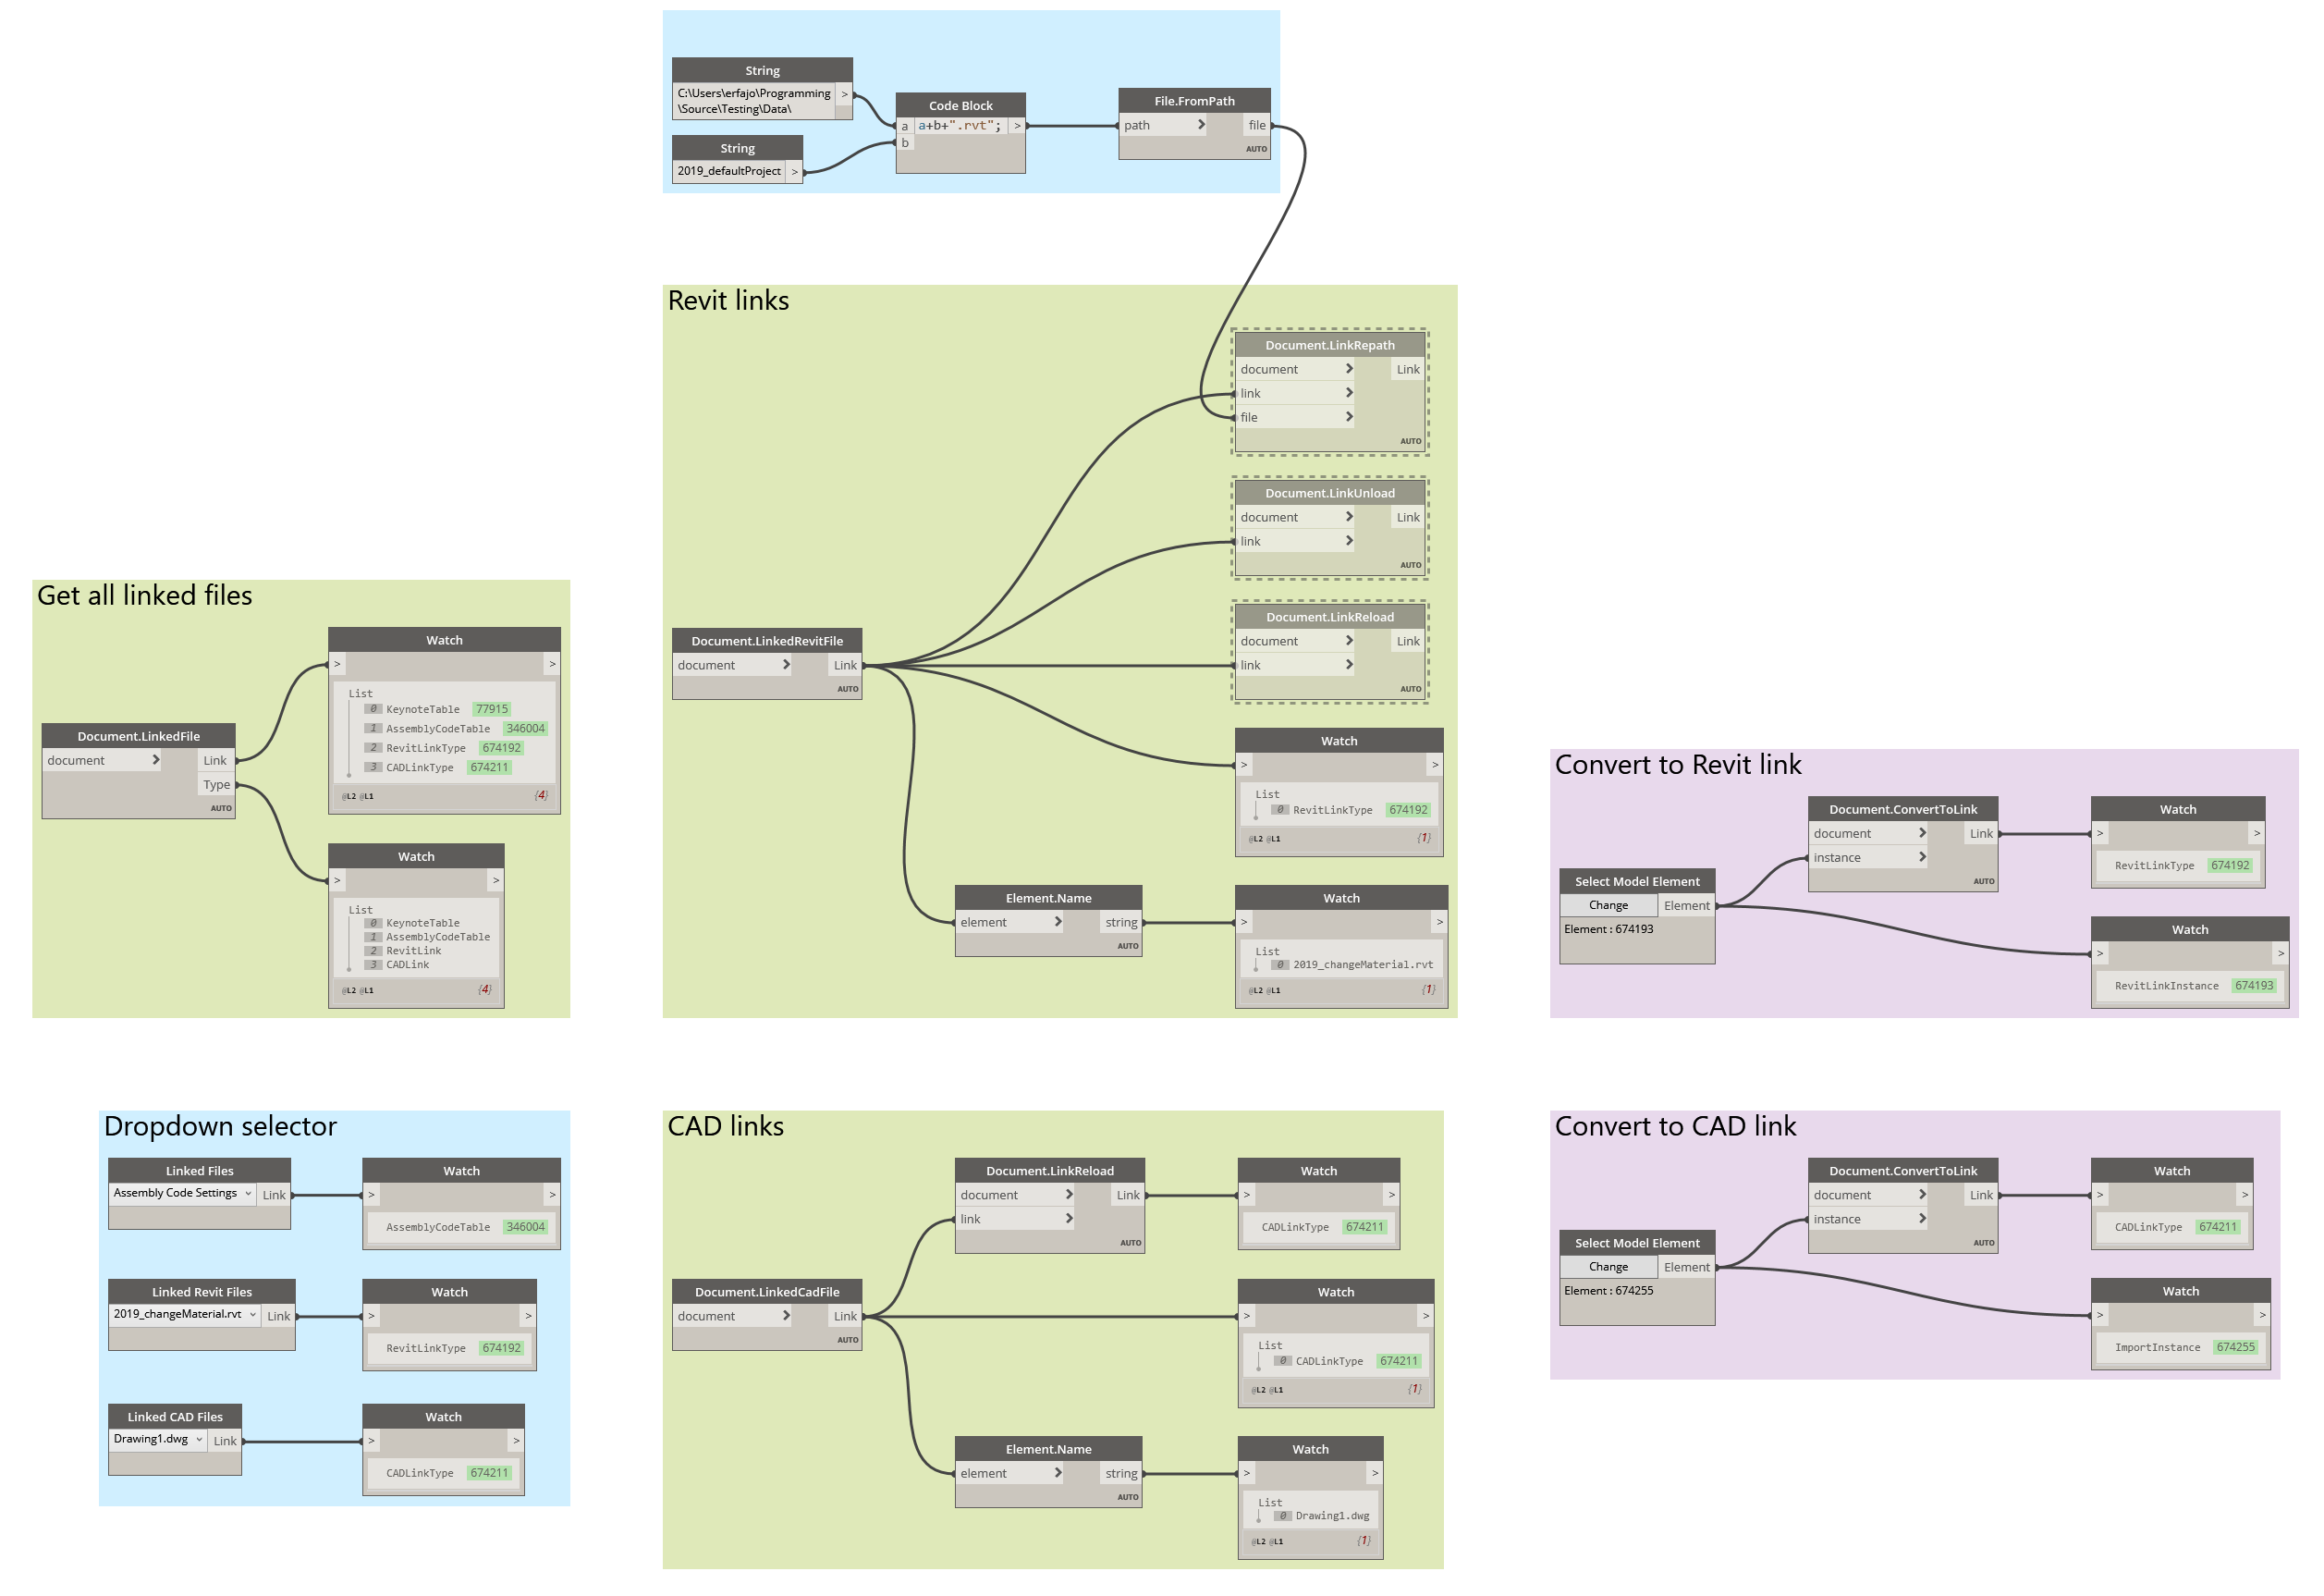 String
C:\Users\erfajo\Programming
\Source\Testing\Data\
>
String
2019_defaultProject
>
Code Block
a
a+b+".rvt";
>
b
File.FromPath
path
file
AUTO
Revit links
Document.LinkRepath
document
Link
link
file
AUTO
Document.LinkUnload
document
Link
link
AUTO
Document.LinkReload
document
Link
link
AUTO
Document.LinkedRevitFile
document
Link
AUTO
Watch
>
>
List
0 RevitLinkType 674192
@L2 @L1
{1}
Element.Name
element
string
AUTO
Watch
>
>
List
0 2019_changeMaterial.rvt
@L2 @L1
{1}
Get all linked files
Document.LinkedFile
document
Link
Type
AUTO
Watch
>
>
List
0 KeynoteTable 77915
1 AssemblyCodeTable 346004
2 RevitLinkType 674192
3 CADLinkType 674211
@L2 @L1
{4}
Watch
>
>
List
0 KeynoteTable
1 AssemblyCodeTable
2 RevitLink
3 CADLink
@L2 @L1
{4}
Convert to Revit link
Select Model Element
Change
Element
Element : 674193
Document.ConvertToLink
document
Link
instance
AUTO
Watch
>
>
RevitLinkType 674192
Watch
>
>
RevitLinkInstance 674193
Dropdown selector
Linked Files
Assembly Code Settings
Link
Watch
>
>
AssemblyCodeTable 346004
Linked Revit Files
2019_changeMaterial.rvt
Link
Watch
>
>
RevitLinkType 674192
Linked CAD Files
Drawing1.dwg
Link
Watch
>
>
CADLinkType 674211
CAD links
Document.LinkedCadFile
document
Link
AUTO
Document.LinkReload
document
Link
link
AUTO
Watch
>
>
CADLinkType 674211
Watch
>
>
List
0 CADLinkType 674211
@L2 @L1
{1}
Element.Name
element
string
AUTO
Watch
>
>
List
0 Drawing1.dwg
@L2 @L1
{1}
Convert to CAD link
Select Model Element
Change
Element
Element : 674255
Document.ConvertToLink
document
Link
instance
AUTO
Watch
>
>
CADLinkType 674211
Watch
>
>
ImportInstance 674255